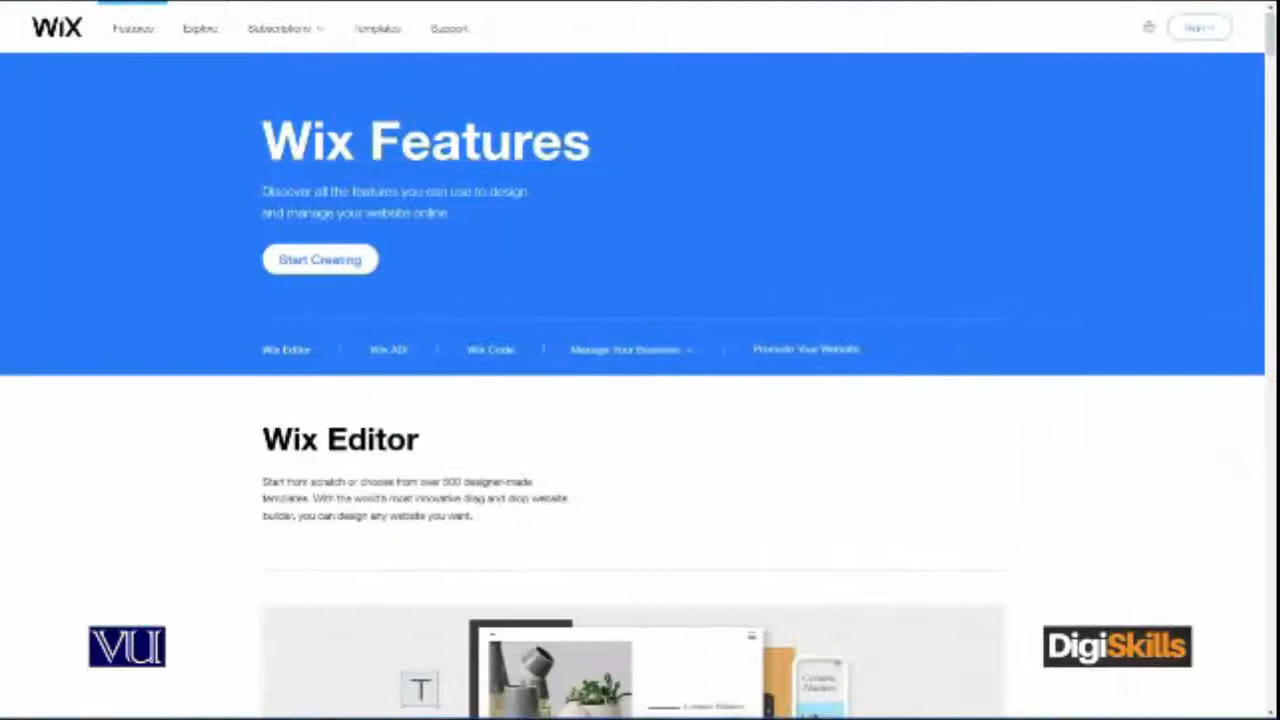 WiX
Features
Explore
Subscriptions
Templates
Support
Sign In
Wix Features
Discover all the features you can use to design
and manage your website online.
Start Creating
Wix Editor
Wix ADI
Wix Code
Manage Your Business
Promote Your Website
Wix Editor
Start from scratch or choose from over 500 designer-made
templates. With the world's most innovative drag and drop website
builder, you can design any website you want.
T
VU
DigiSkills